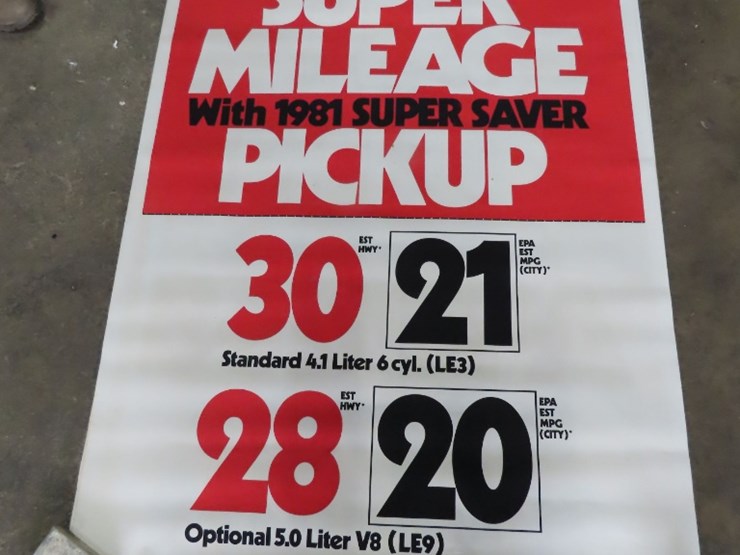 SUPER
MILEAGE
With 1981 SUPER SAVER
PICKUP
30 EST HWY* 21 EPA EST MPG (CITY)*
Standard 4.1 Liter 6 cyl. (LE3)
28 EST HWY* 20 EPA EST MPG (CITY)*
Optional 5.0 Liter V8 (LE9)